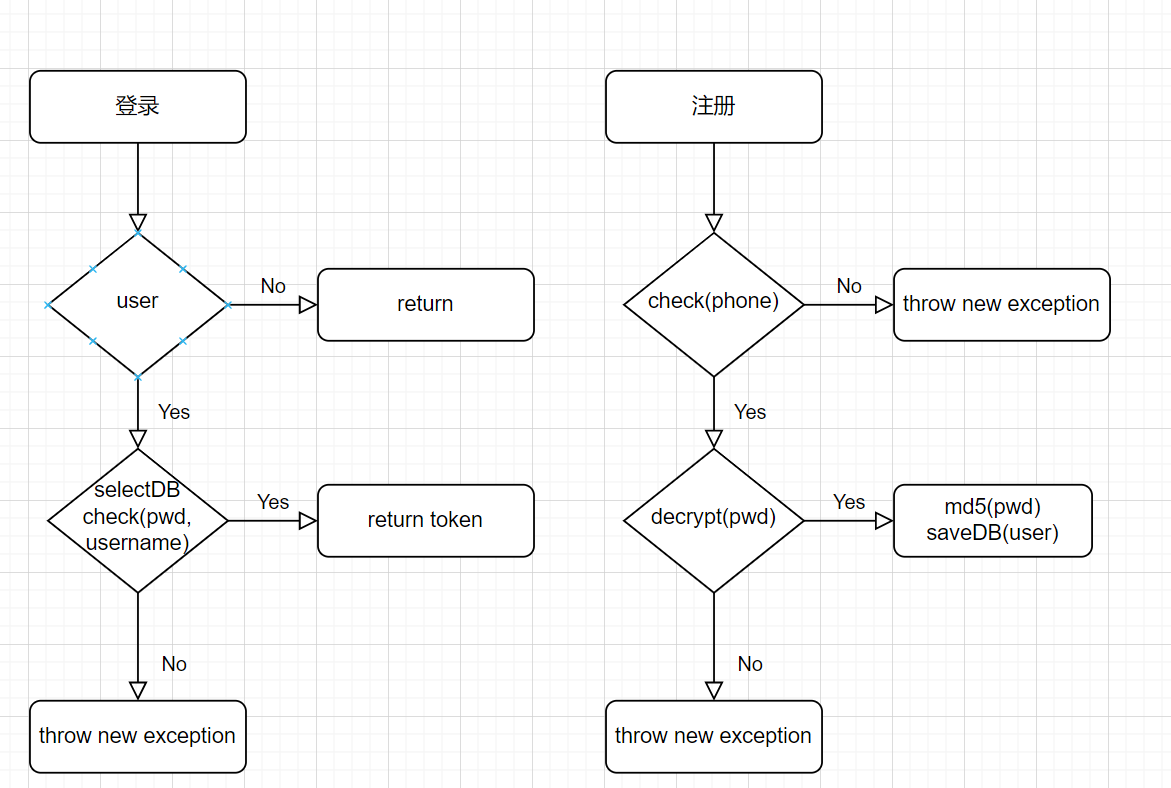 登录
注册
user
No
return
check(phone)
No
throw new exception
Yes
Yes
selectDB
check(pwd,
username)
Yes
return token
decrypt(pwd)
Yes
md5(pwd)
saveDB(user)
No
No
throw new exception
throw new exception